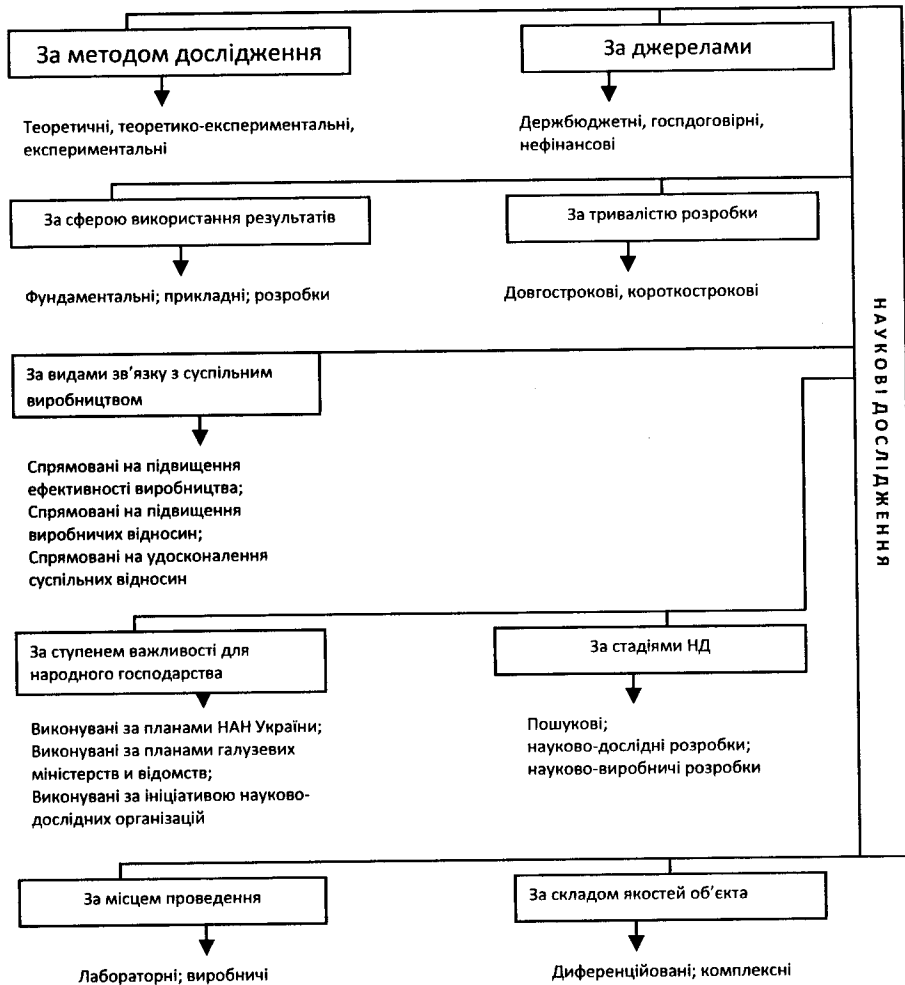 За методом дослідження
За джерелами
Теоретичні, теоретико-експериментальні,
експериментальні
Держбюджетні, госпдоговірні,
нефінансові
За сферою використання результатів
За тривалістю розробки
Фундаментальні; прикладні; розробки
Довгострокові, короткострокові
НАУКОВІ ДОСЛІДЖЕННЯ
За видами зв’язку з суспільним
виробництвом
Спрямовані на підвищення
ефективності виробництва;
Спрямовані на підвищення
виробничих відносин;
Спрямовані на удосконалення
суспільних відносин
За ступенем важливості для
народного господарства
За стадіями НД
Виконувані за планами НАН України;
Виконувані за планами галузевих
міністерств и відомств;
Виконувані за ініціативою науково-
дослідних організацій
Пошукові;
науково-дослідні розробки;
науково-виробничі розробки
За місцем проведення
За складом якостей об’єкта
Лабораторні; виробничі
Диференційовані; комплексні